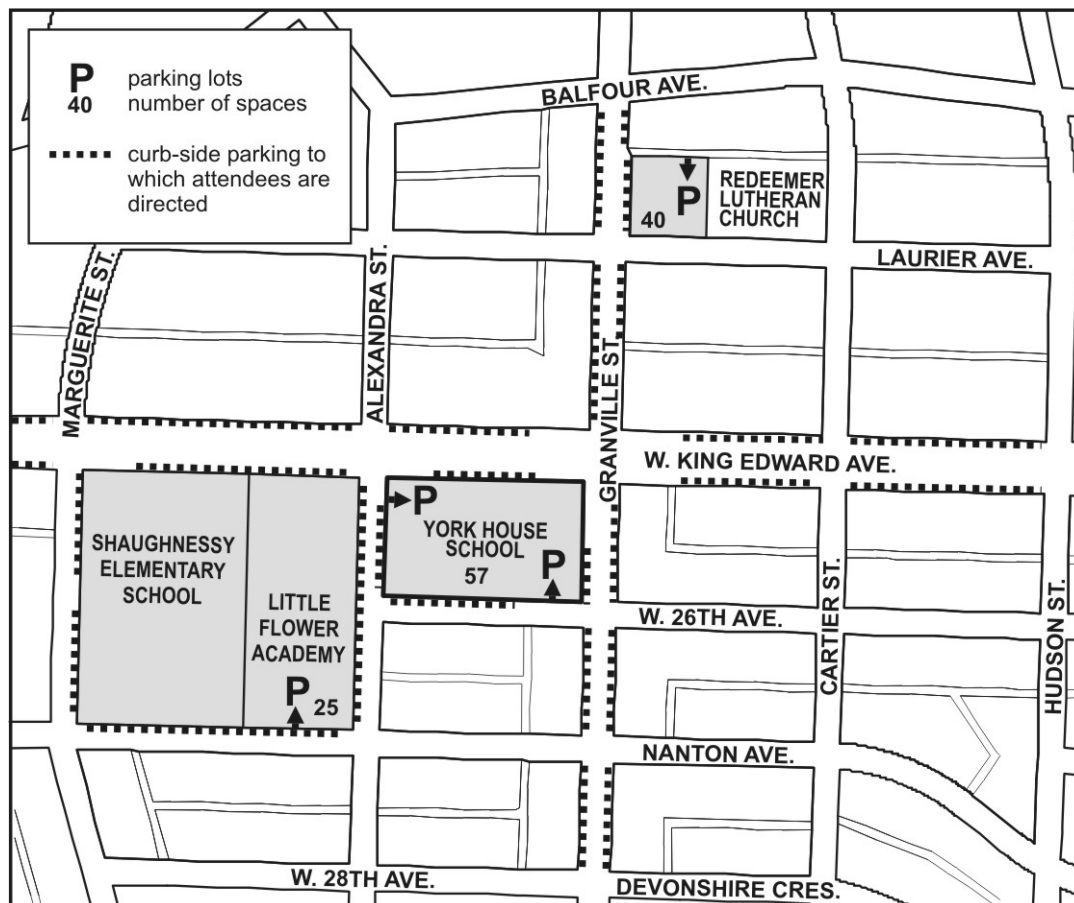 P
40
parking lots
number of spaces
curb-side parking to
which attendees are
directed
BALFOUR AVE.
40
P
REDEEMER
LUTHERAN
CHURCH
LAURIER AVE.
MARGUERITE ST.
ALEXANDRA ST.
GRANVILLE ST.
W. KING EDWARD AVE.
P
YORK HOUSE
SCHOOL
57
P
SHAUGHNESSY
ELEMENTARY
SCHOOL
LITTLE
FLOWER
ACADEMY
P
25
W. 26TH AVE.
CARTIER ST.
HUDSON ST.
NANTON AVE.
W. 28TH AVE.
DEVONSHIRE CRES.